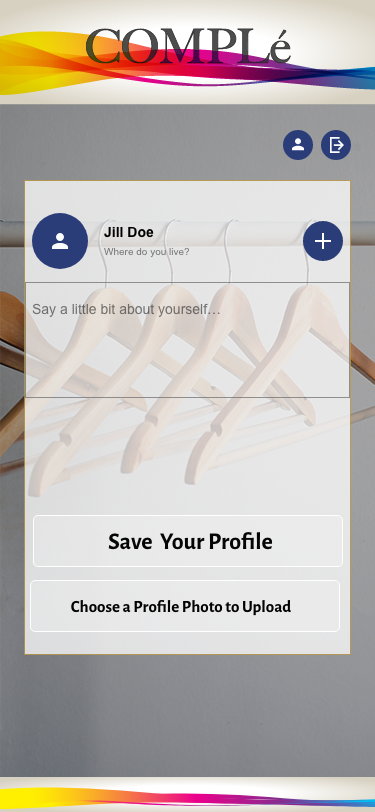 COMPLé
Jill Doe
Where do you live?
Say a little bit about yourself...
Save Your Profile
Choose a Profile Photo to Upload